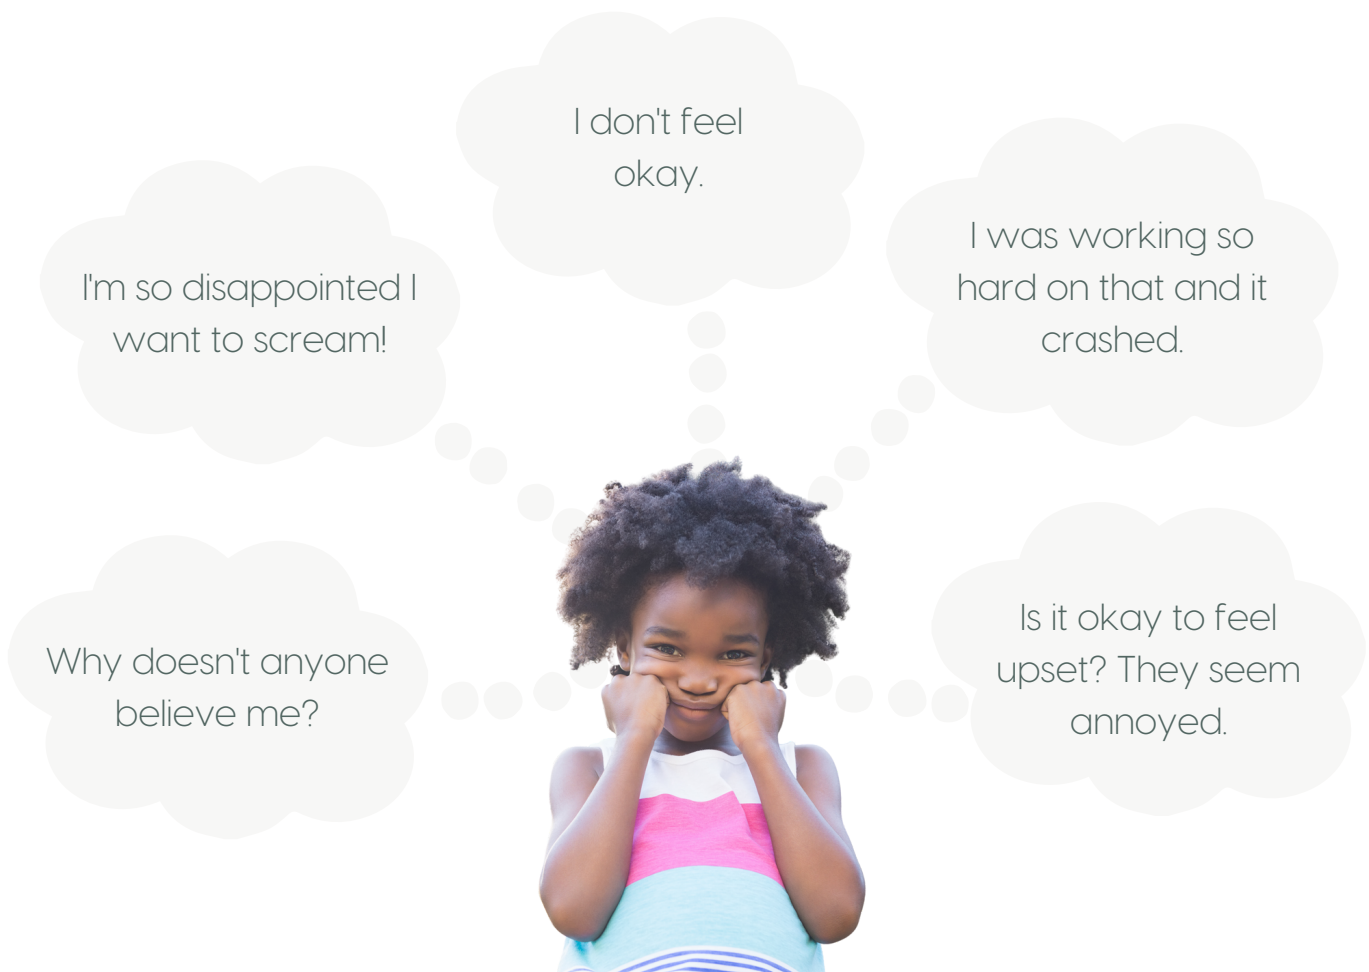 I don't feel
okay.
I'm so disappointed I
want to scream!
I was working so
hard on that and it
crashed.
Why doesn't anyone
believe me?
Is it okay to feel
upset? They seem
annoyed.